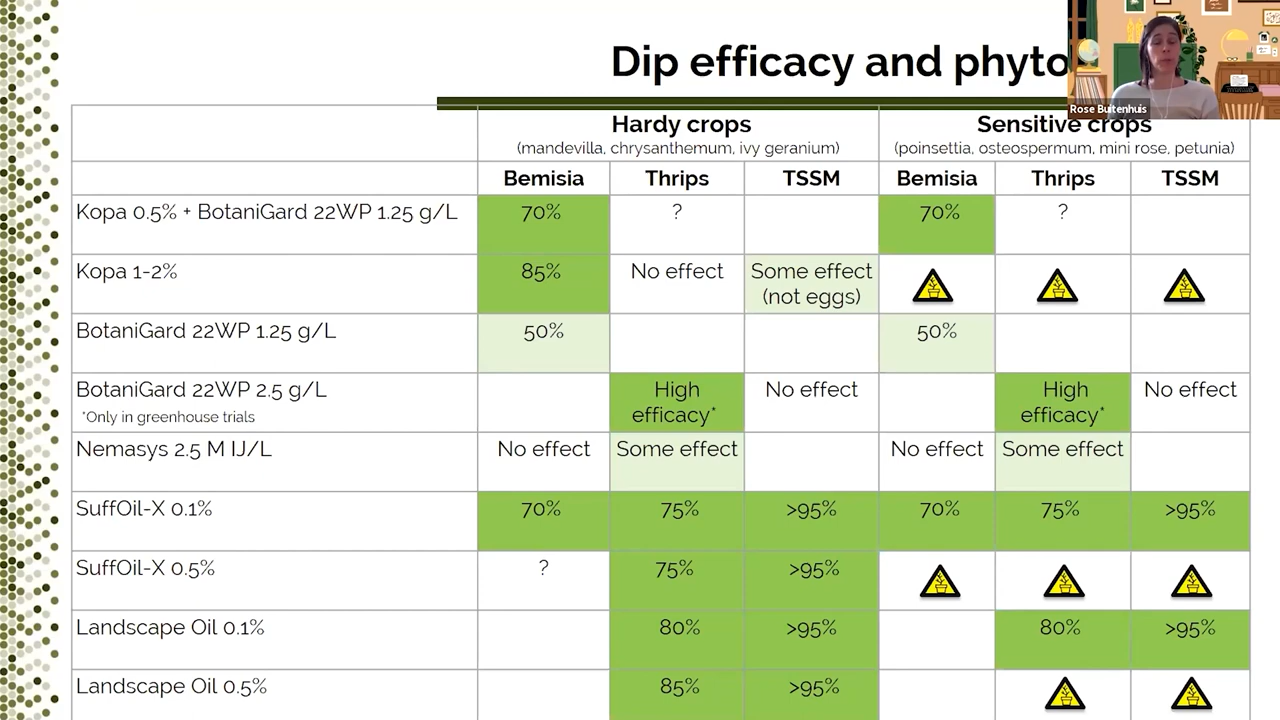 Dip efficacy and phyto
Rose Buitenhuis
Hardy crops
(mandevilla, chrysanthemum, ivy geranium)
Sensitive crops
(poinsettia, osteospermum, mini rose, petunia)
Bemisia Thrips TSSM Bemisia Thrips TSSM
Kopa 0.5% + BotaniGard 22WP 1.25 g/L 70% ? 70% ?
Kopa 1-2% 85% No effect Some effect
(not eggs)
BotaniGard 22WP 1.25 g/L 50% 50%
BotaniGard 22WP 2.5 g/L High No effect High No effect
*Only in greenhouse trials efficacy* efficacy*
Nemasys 2.5 M IJ/L No effect Some effect No effect Some effect
SuffOil-X 0.1% 70% 75% >95% 70% 75% >95%
SuffOil-X 0.5% ? 75% >95%
Landscape Oil 0.1% 80% >95% 80% >95%
Landscape Oil 0.5% 85% >95%